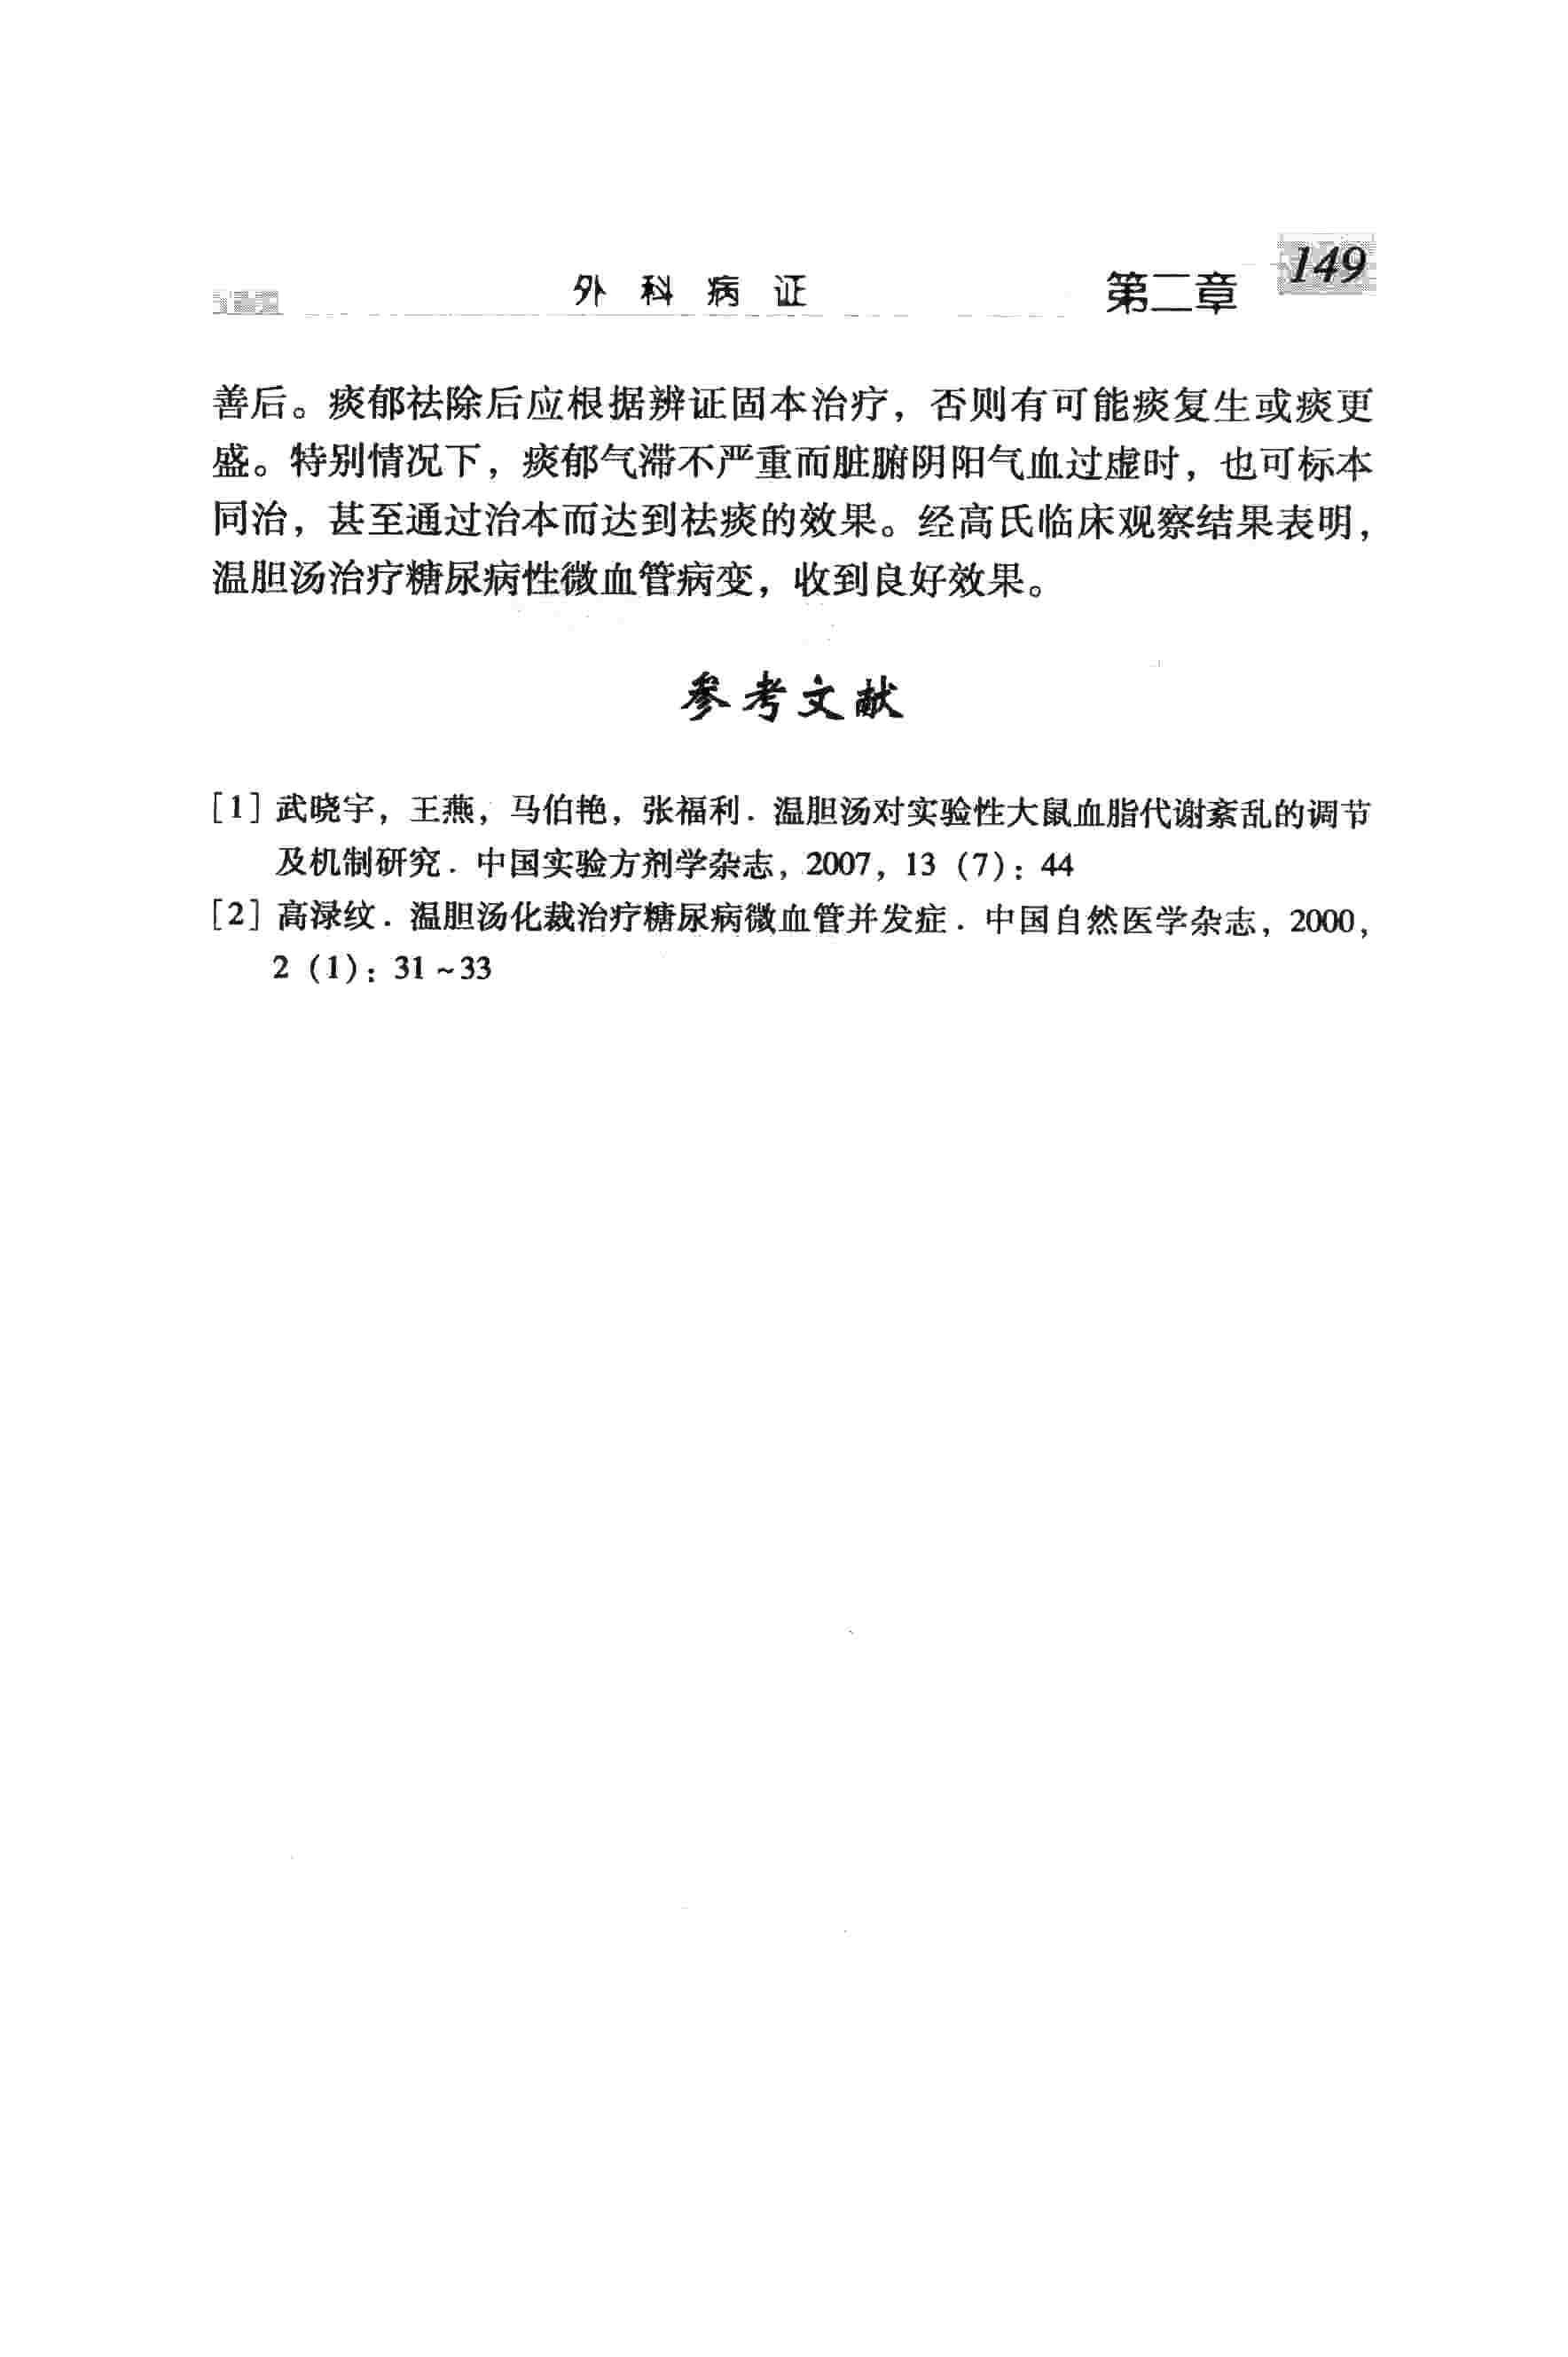 外科病证 第二章 149
善后。痰郁祛除后应根据辨证固本治疗，否则有可能痰复生或痰更
盛。特别情况下，痰郁气滞不严重而脏腑阴阳气血过虚时，也可标本
同治，甚至通过治本而达到祛痰的效果。经高氏临床观察结果表明，
温胆汤治疗糖尿病性微血管病变，收到良好效果。
参考文献
[1] 武晓宇，王燕，马伯艳，张福利．温胆汤对实验性大鼠血脂代谢紊乱的调节
及机制研究．中国实验方剂学杂志，2007，13（7）：44
[2] 高渌纹．温胆汤化裁治疗糖尿病微血管并发症．中国自然医学杂志，2000，
2（1）：31～33